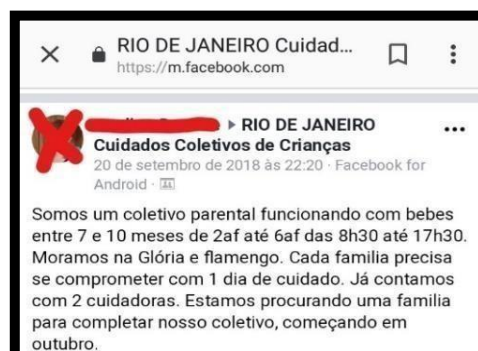 RIO DE JANEIRO Cuidad...
https://m.facebook.com
▸ RIO DE JANEIRO
Cuidados Coletivos de Crianças
20 de setembro de 2018 às 22:20 · Facebook for
Android ·
Somos um coletivo parental funcionando com bebes
entre 7 e 10 meses de 2af até 6af das 8h30 até 17h30.
Moramos na Glória e flamengo. Cada familia precisa
se comprometer com 1 dia de cuidado. Já contamos
com 2 cuidadoras. Estamos procurando uma familia
para completar nosso coletivo, começando em
outubro.